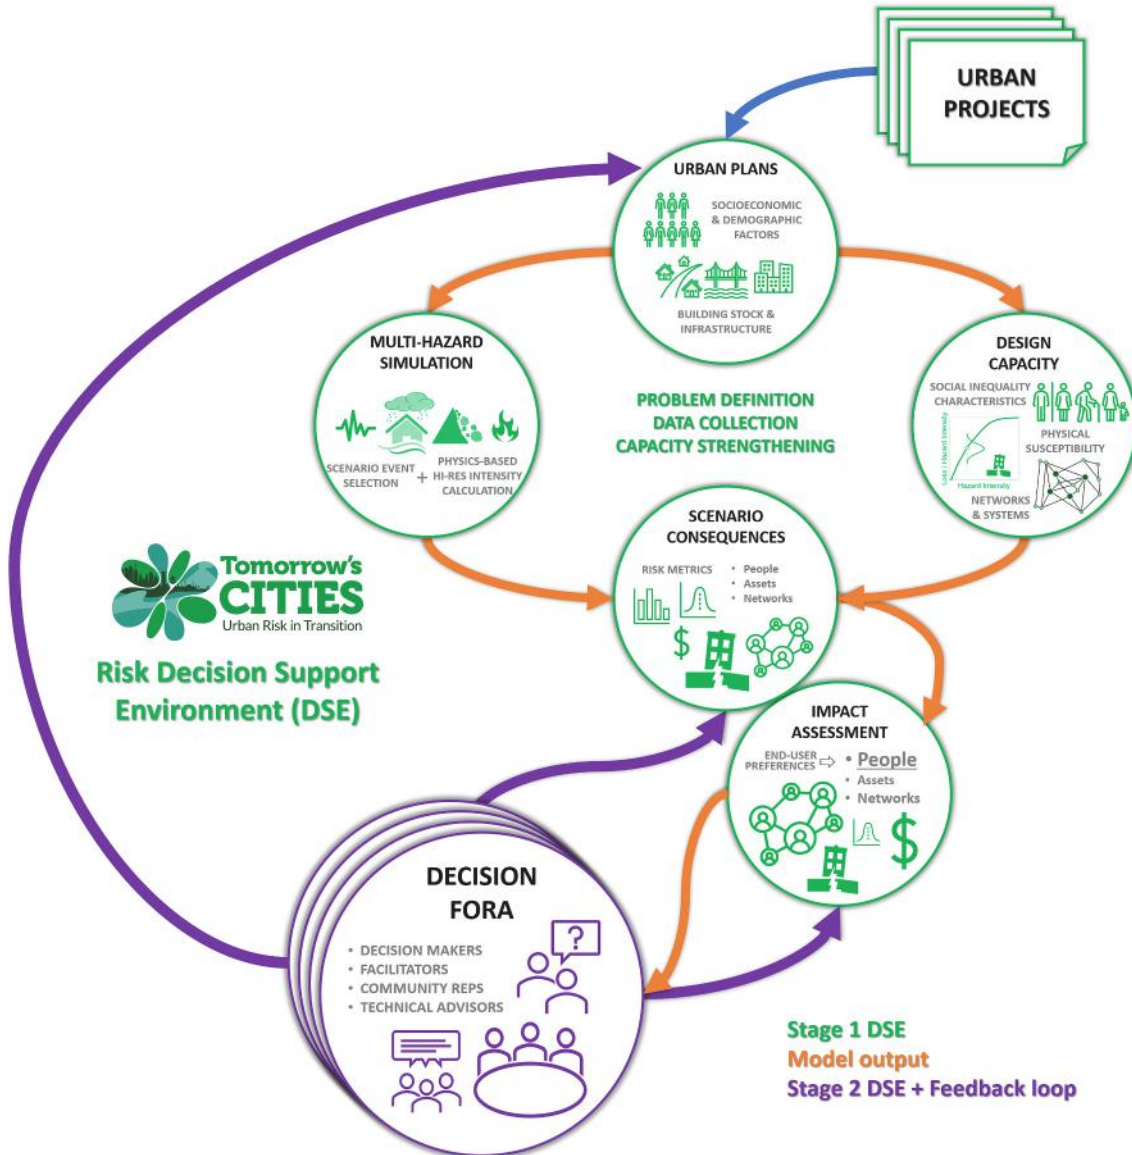 URBAN
PROJECTS
URBAN PLANS
SOCIOECONOMIC
& DEMOGRAPHIC
FACTORS
BUILDING STOCK &
INFRASTRUCTURE
MULTI-HAZARD
SIMULATION
SCENARIO EVENT
SELECTION
+
PHYSICS-BASED
HI-RES INTENSITY
CALCULATION
PROBLEM DEFINITION
DATA COLLECTION
CAPACITY STRENGTHENING
DESIGN
CAPACITY
SOCIAL INEQUALITY
CHARACTERISTICS
PHYSICAL
SUSCEPTIBILITY
Loss | Hazard Intensity
Hazard Intensity
NETWORKS
& SYSTEMS
SCENARIO
CONSEQUENCES
RISK METRICS
• People
• Assets
• Networks
$
Tomorrow's
CITIES
Urban Risk in Transition
Risk Decision Support
Environment (DSE)
IMPACT
ASSESSMENT
END-USER
PREFERENCES ⇨
• People
• Assets
• Networks
$
DECISION
FORA
• DECISION MAKERS
• FACILITATORS
• COMMUNITY REPS
• TECHNICAL ADVISORS
?
Stage 1 DSE
Model output
Stage 2 DSE + Feedback loop